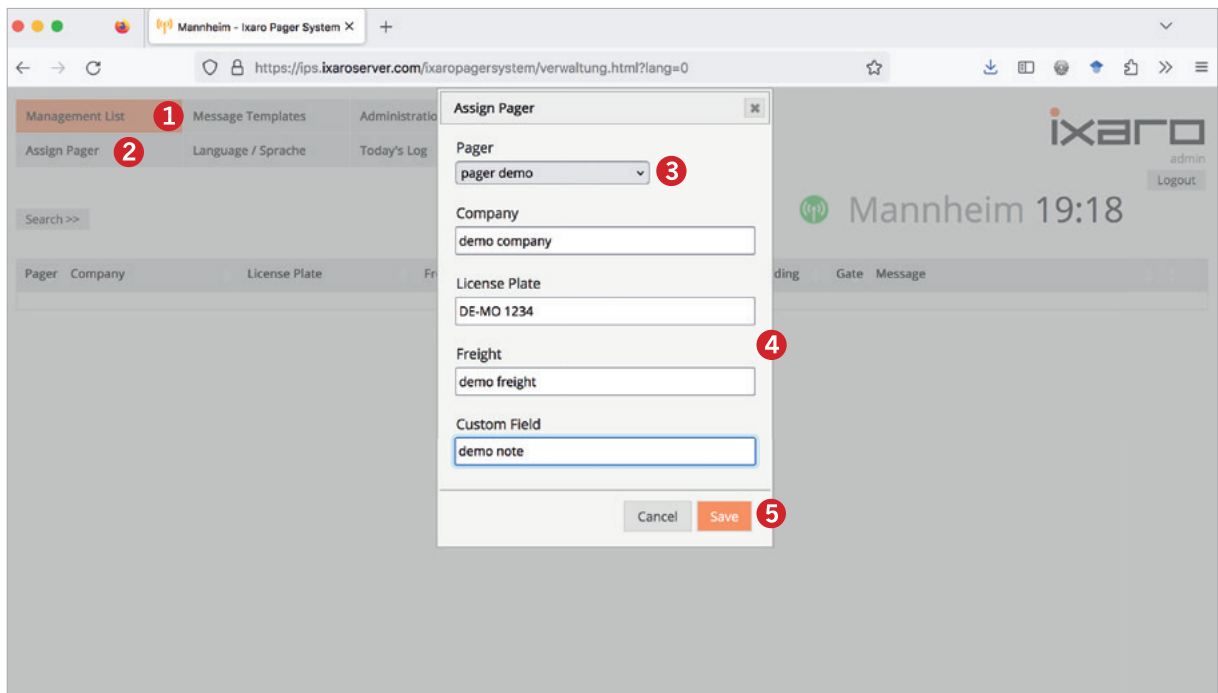 Mannheim - Ixaro Pager System
https://ips.ixaroserver.com/ixaropagersystem/verwaltung.html?lang=0
Management List 1 Message Templates Administratio
Assign Pager 2 Language / Sprache Today's Log
ixaro
admin
Logout
Search >>
Mannheim 19:18
Pager Company License Plate Fr ding Gate Message
Assign Pager
Pager
pager demo 3
Company
demo company
License Plate
DE-MO 1234
4
Freight
demo freight
Custom Field
demo note
Cancel Save 5